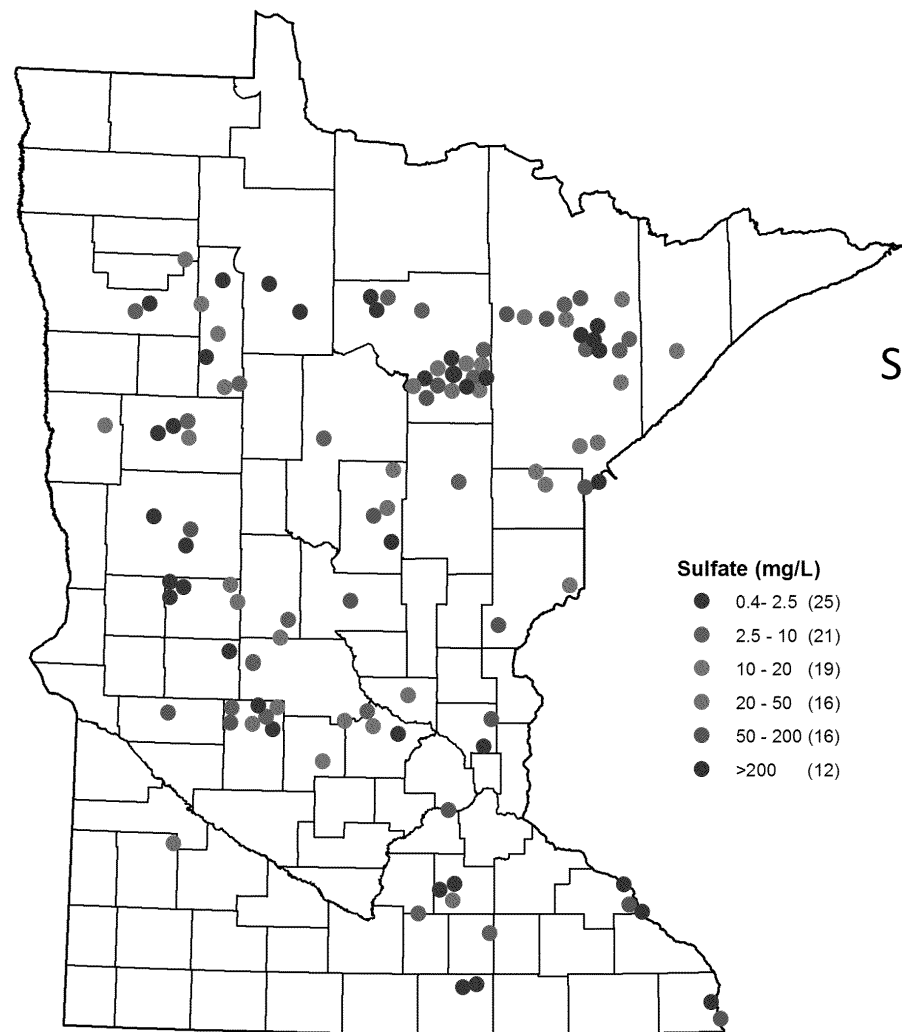 S
Sulfate (mg/L)
0.4- 2.5 (25)
2.5 - 10 (21)
10 - 20 (19)
20 - 50 (16)
50 - 200 (16)
>200 (12)